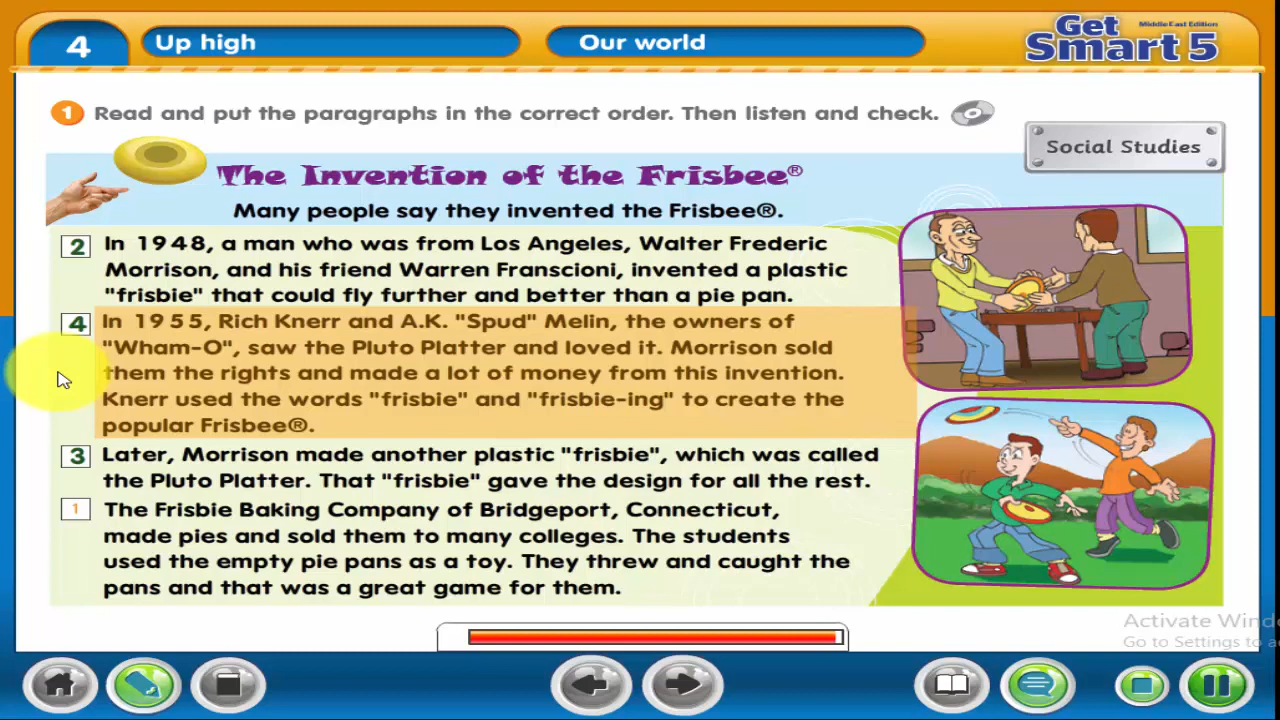 4
Up high
Our world
Get Smart 5
Middle East Edition
1 Read and put the paragraphs in the correct order. Then listen and check.
Social Studies
The Invention of the Frisbee®
Many people say they invented the Frisbee®.
2 In 1948, a man who was from Los Angeles, Walter Frederic
Morrison, and his friend Warren Franscioni, invented a plastic
"frisbie" that could fly further and better than a pie pan.
4 In 1955, Rich Knerr and A.K. "Spud" Melin, the owners of
"Wham-O", saw the Pluto Platter and loved it. Morrison sold
them the rights and made a lot of money from this invention.
Knerr used the words "frisbie" and "frisbie-ing" to create the
popular Frisbee®.
3 Later, Morrison made another plastic "frisbie", which was called
the Pluto Platter. That "frisbie" gave the design for all the rest.
1 The Frisbie Baking Company of Bridgeport, Connecticut,
made pies and sold them to many colleges. The students
used the empty pie pans as a toy. They threw and caught the
pans and that was a great game for them.
Activate Wind
Go to Settings to a